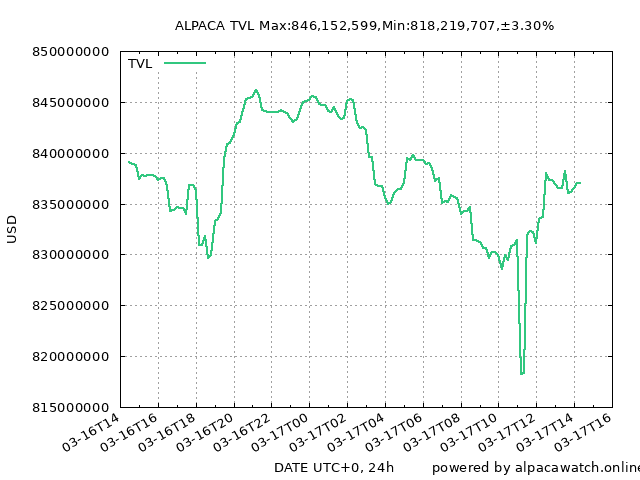 ALPACA TVL Max:846,152,599,Min:818,219,707,±3.30%
TVL
850000000
845000000
840000000
835000000
830000000
825000000
820000000
815000000
USD
03-16T14
03-16T16
03-16T18
03-16T20
03-16T22
03-17T00
03-17T02
03-17T04
03-17T06
03-17T08
03-17T10
03-17T12
03-17T14
03-17T16
DATE UTC+0, 24h
powered by alpacawatch.online